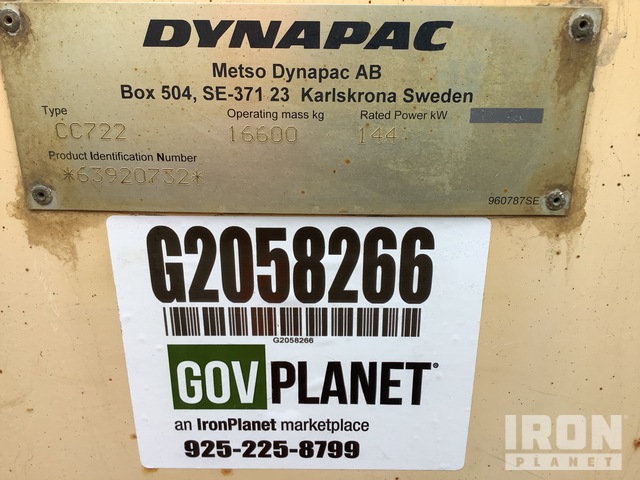 DYNAPAC
Metso Dynapac AB
Box 504, SE-371 23 Karlskrona Sweden
Type Operating mass kg Rated Power kW
CC722 16600 144
Product Identification Number
*63920732*
960787SE
G2058266
G2058266
GOV PLANET®
an IronPlanet marketplace
925-225-8799
IRON
PLANET